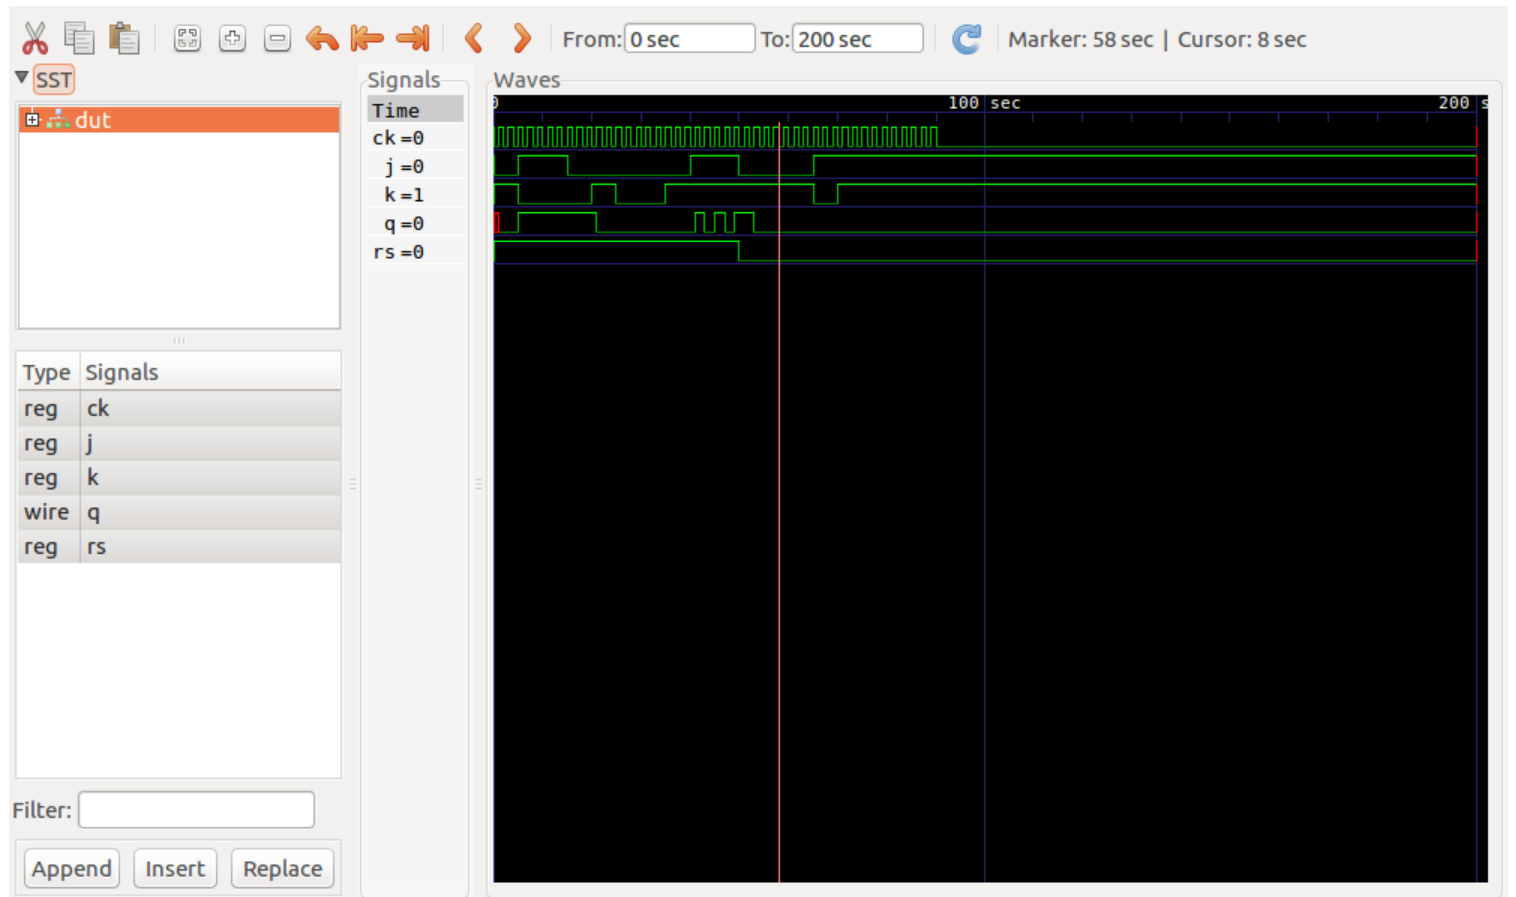 From: 0 sec To: 200 sec Marker: 58 sec | Cursor: 8 sec
SST
dut
Type Signals
reg ck
reg j
reg k
wire q
reg rs
Filter:
Append Insert Replace
Signals
Time
ck =0
j =0
k =1
q =0
rs =0
Waves
0 100 sec 200 s